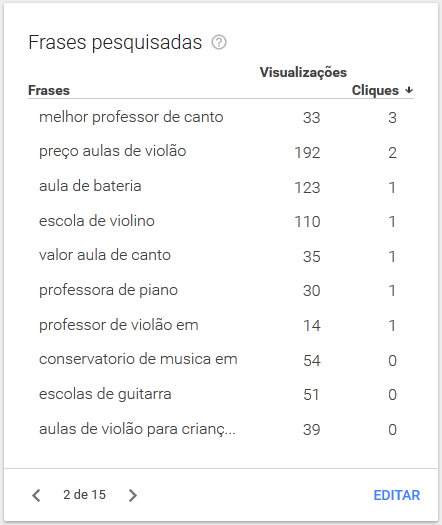 Frases pesquisadas ?
Visualizações
Frases Cliques
melhor professor de canto 33 3
preço aulas de violão 192 2
aula de bateria 123 1
escola de violino 110 1
valor aula de canto 35 1
professora de piano 30 1
professor de violão em 14 1
conservatorio de musica em 54 0
escolas de guitarra 51 0
aulas de violão para crianç... 39 0
2 de 15 EDITAR